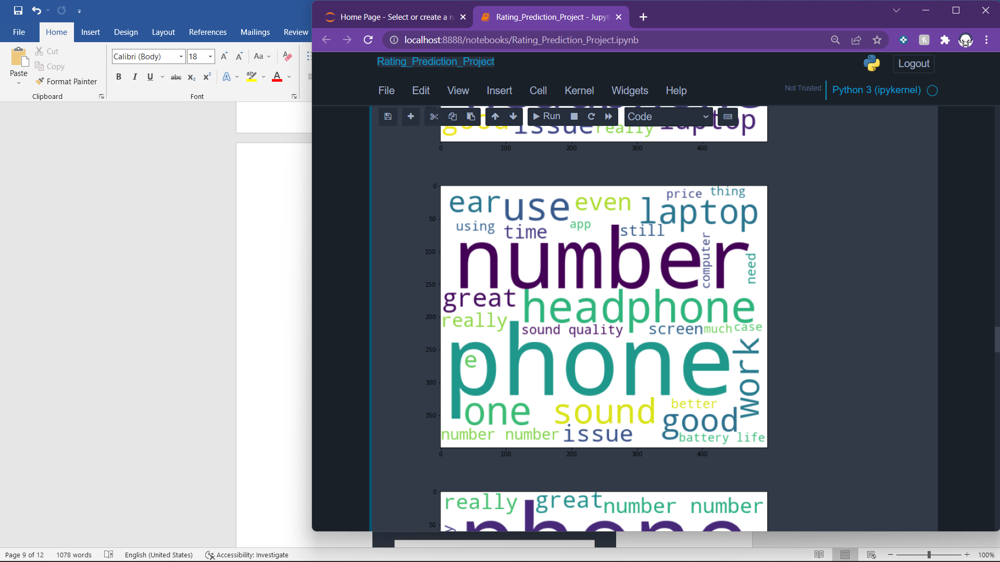 Home Page - Select or create a n
Rating_Prediction_Project - Jupyt
File Home Insert Design Layout References Mailings Review
localhost:8888/notebooks/Rating_Prediction_Project.ipynb
Cut
Calibri (Body) 18 Aa
Copy
Paste
Format Painter
B I U abc x₂ x² A ab A
Clipboard Font
Rating_Prediction_Project
Logout
File Edit View Insert Cell Kernel Widgets Help
Not Trusted Python 3 (ipykernel)
Run Code
good issue really laptop
0 100 200 300 400
0
50
100
150
200
250
300
350
price thing
ear use even laptop
using time app still
number
computer
need
great headphone
really
sound quality screen much case
phone
e
work
one sound better
good
number number issue battery life
0 100 200 300 400
0
50
really great number number
phone
y
Page 9 of 12 1078 words English (United States) Accessibility: Investigate 100%